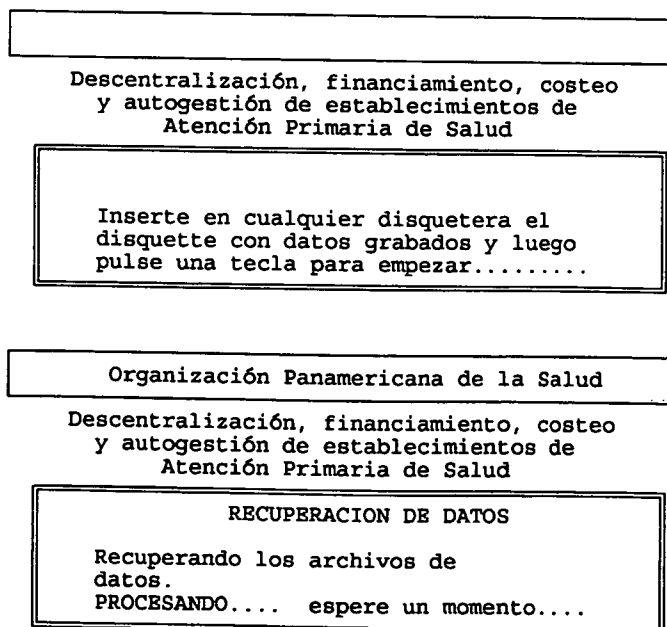 Descentralización, financiamiento, costeo
y autogestión de establecimientos de
Atención Primaria de Salud
Inserte en cualquier disquetera el
disquette con datos grabados y luego
pulse una tecla para empezar.........
Organización Panamericana de la Salud
Descentralización, financiamiento, costeo
y autogestión de establecimientos de
Atención Primaria de Salud
RECUPERACION DE DATOS
Recuperando los archivos de
datos.
PROCESANDO.... espere un momento....